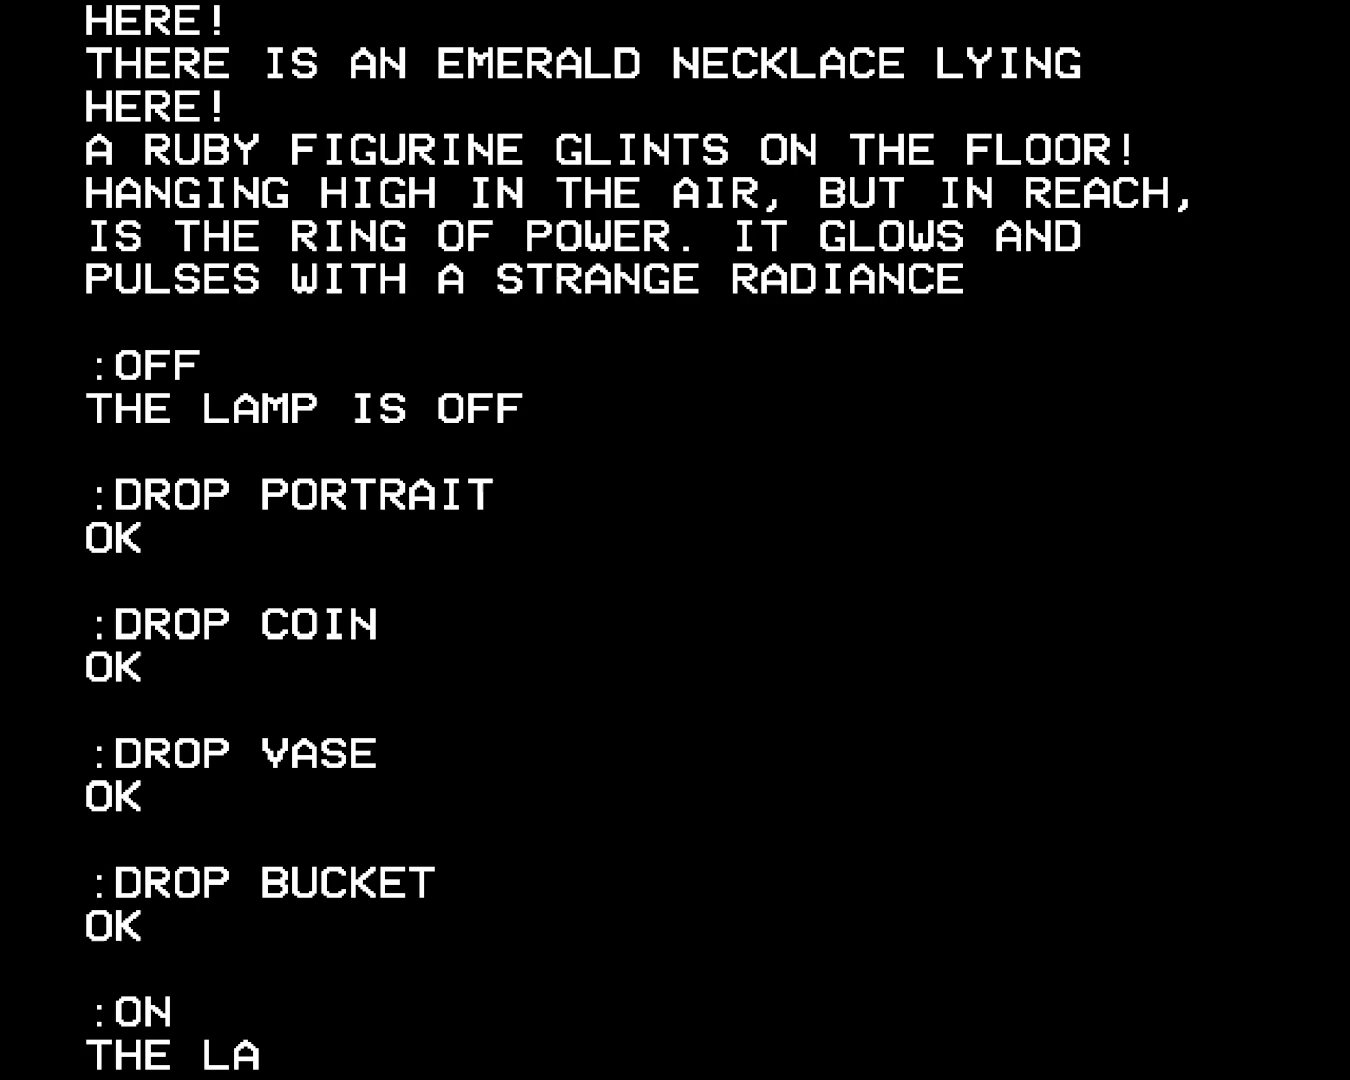 HERE!
THERE IS AN EMERALD NECKLACE LYING
HERE!
A RUBY FIGURINE GLINTS ON THE FLOOR!
HANGING HIGH IN THE AIR, BUT IN REACH,
IS THE RING OF POWER. IT GLOWS AND
PULSES WITH A STRANGE RADIANCE
:OFF
THE LAMP IS OFF
:DROP PORTRAIT
OK
:DROP COIN
OK
:DROP VASE
OK
:DROP BUCKET
OK
:ON
THE LA